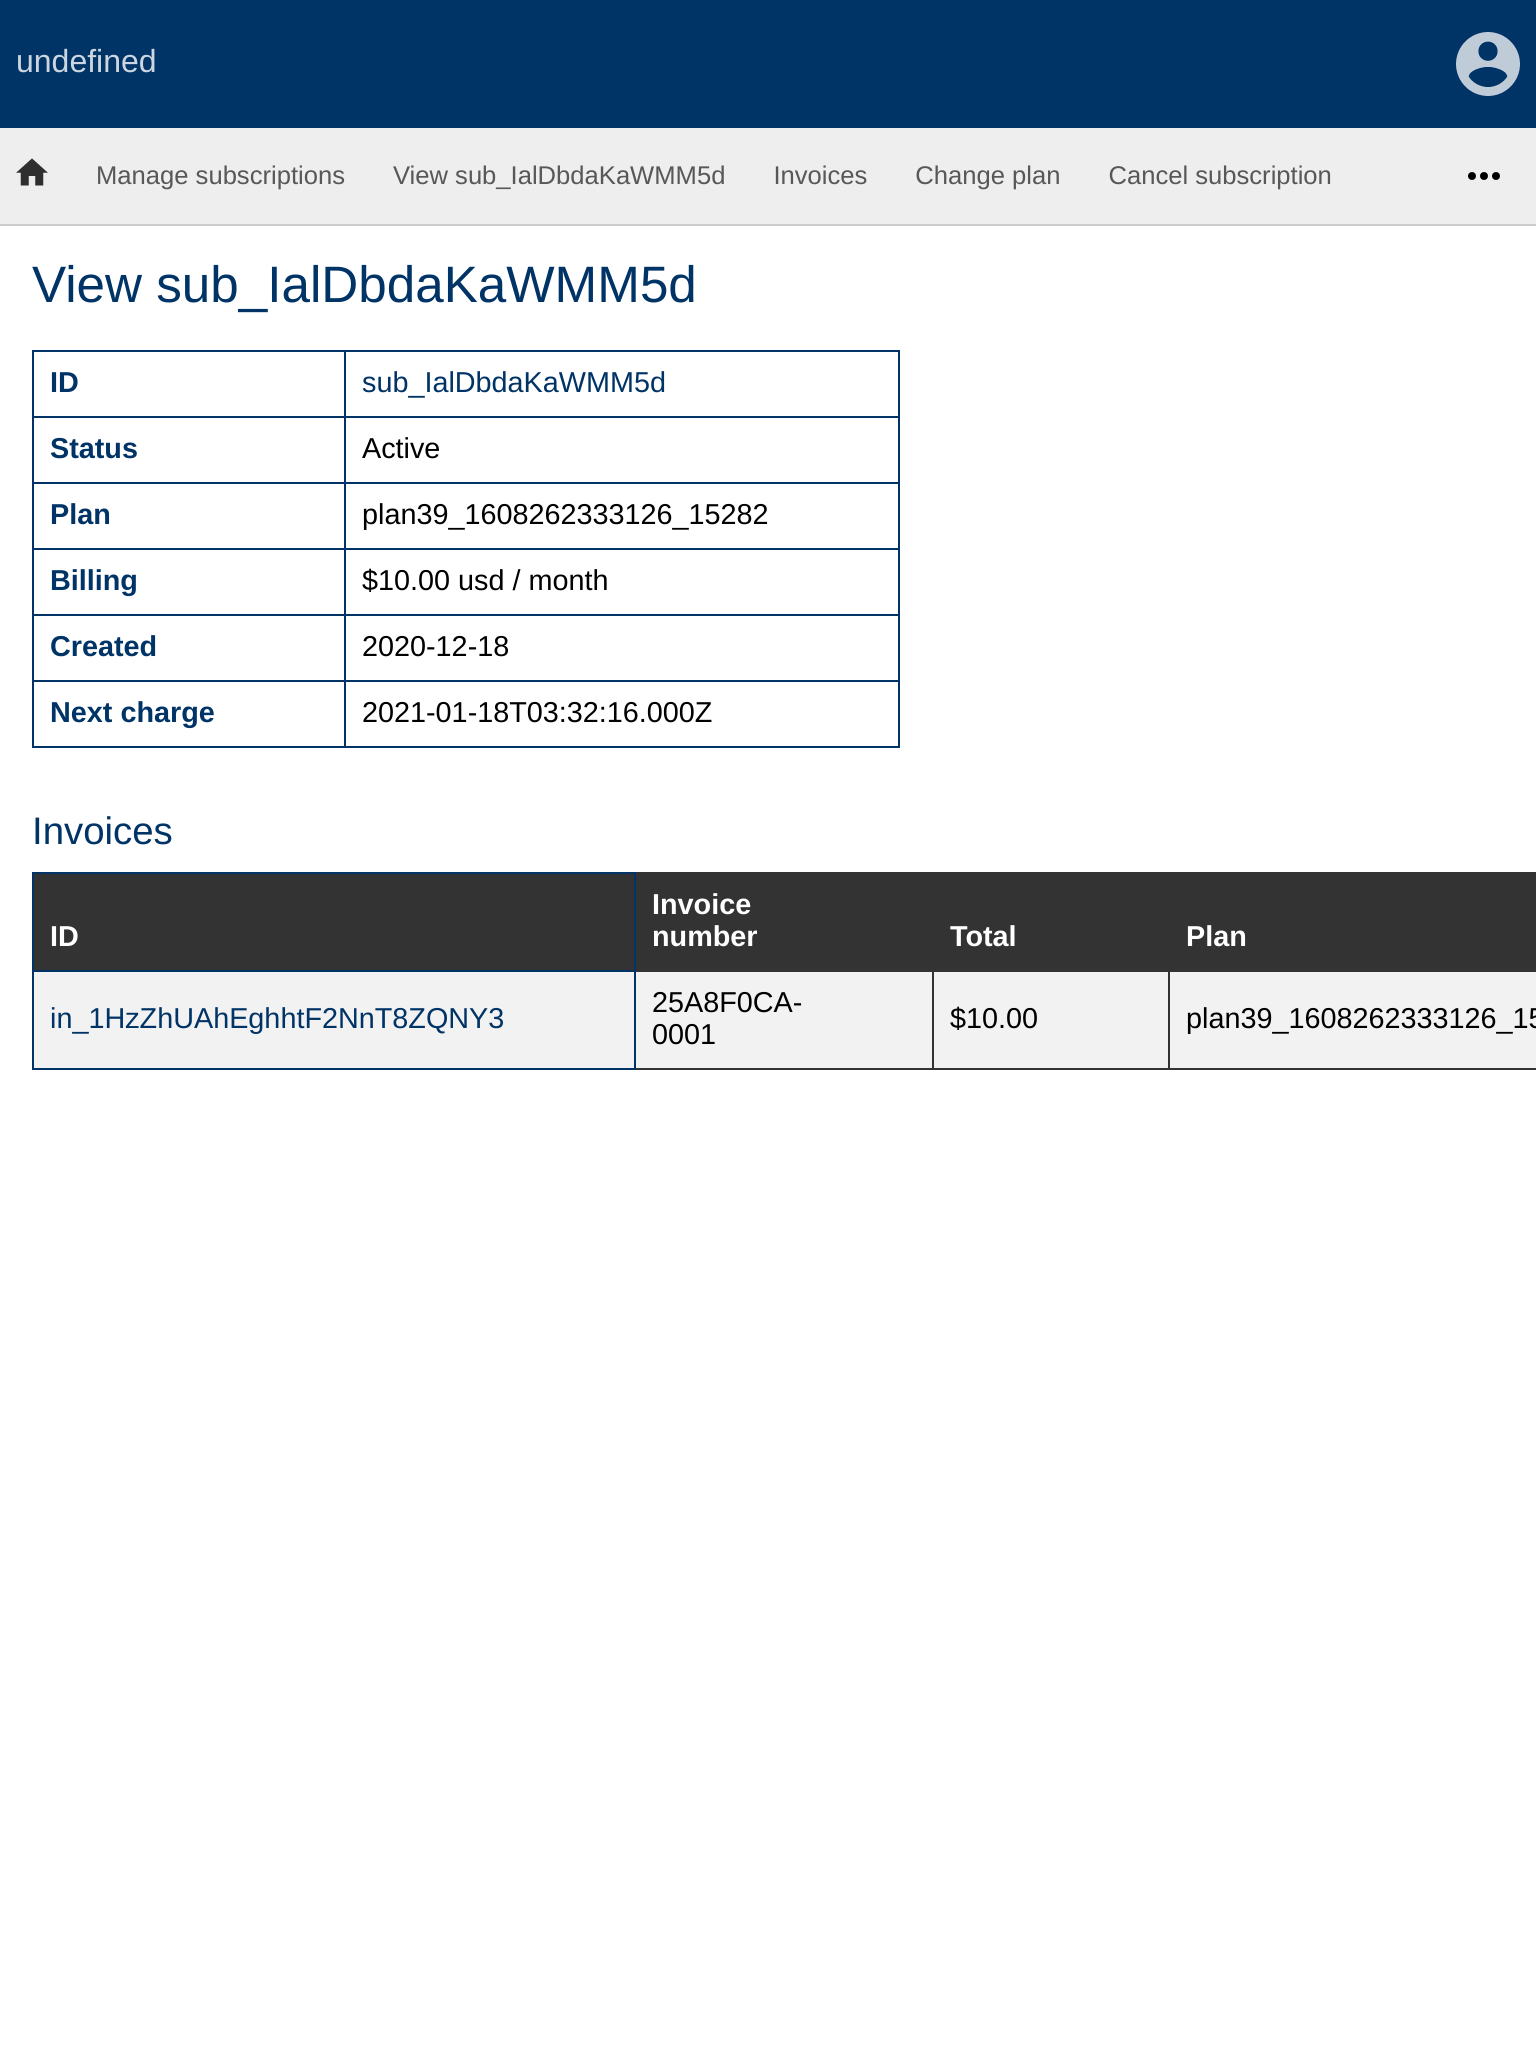 undefined
Manage subscriptions View sub_IalDbdaKaWMM5d Invoices Change plan Cancel subscription
View sub_IalDbdaKaWMM5d
ID sub_IalDbdaKaWMM5d
Status Active
Plan plan39_1608262333126_15282
Billing $10.00 usd / month
Created 2020-12-18
Next charge 2021-01-18T03:32:16.000Z
Invoices
ID Invoice number Total Plan
in_1HzZhUAhEghhtF2NnT8ZQNY3 25A8F0CA-0001 $10.00 plan39_1608262333126_15